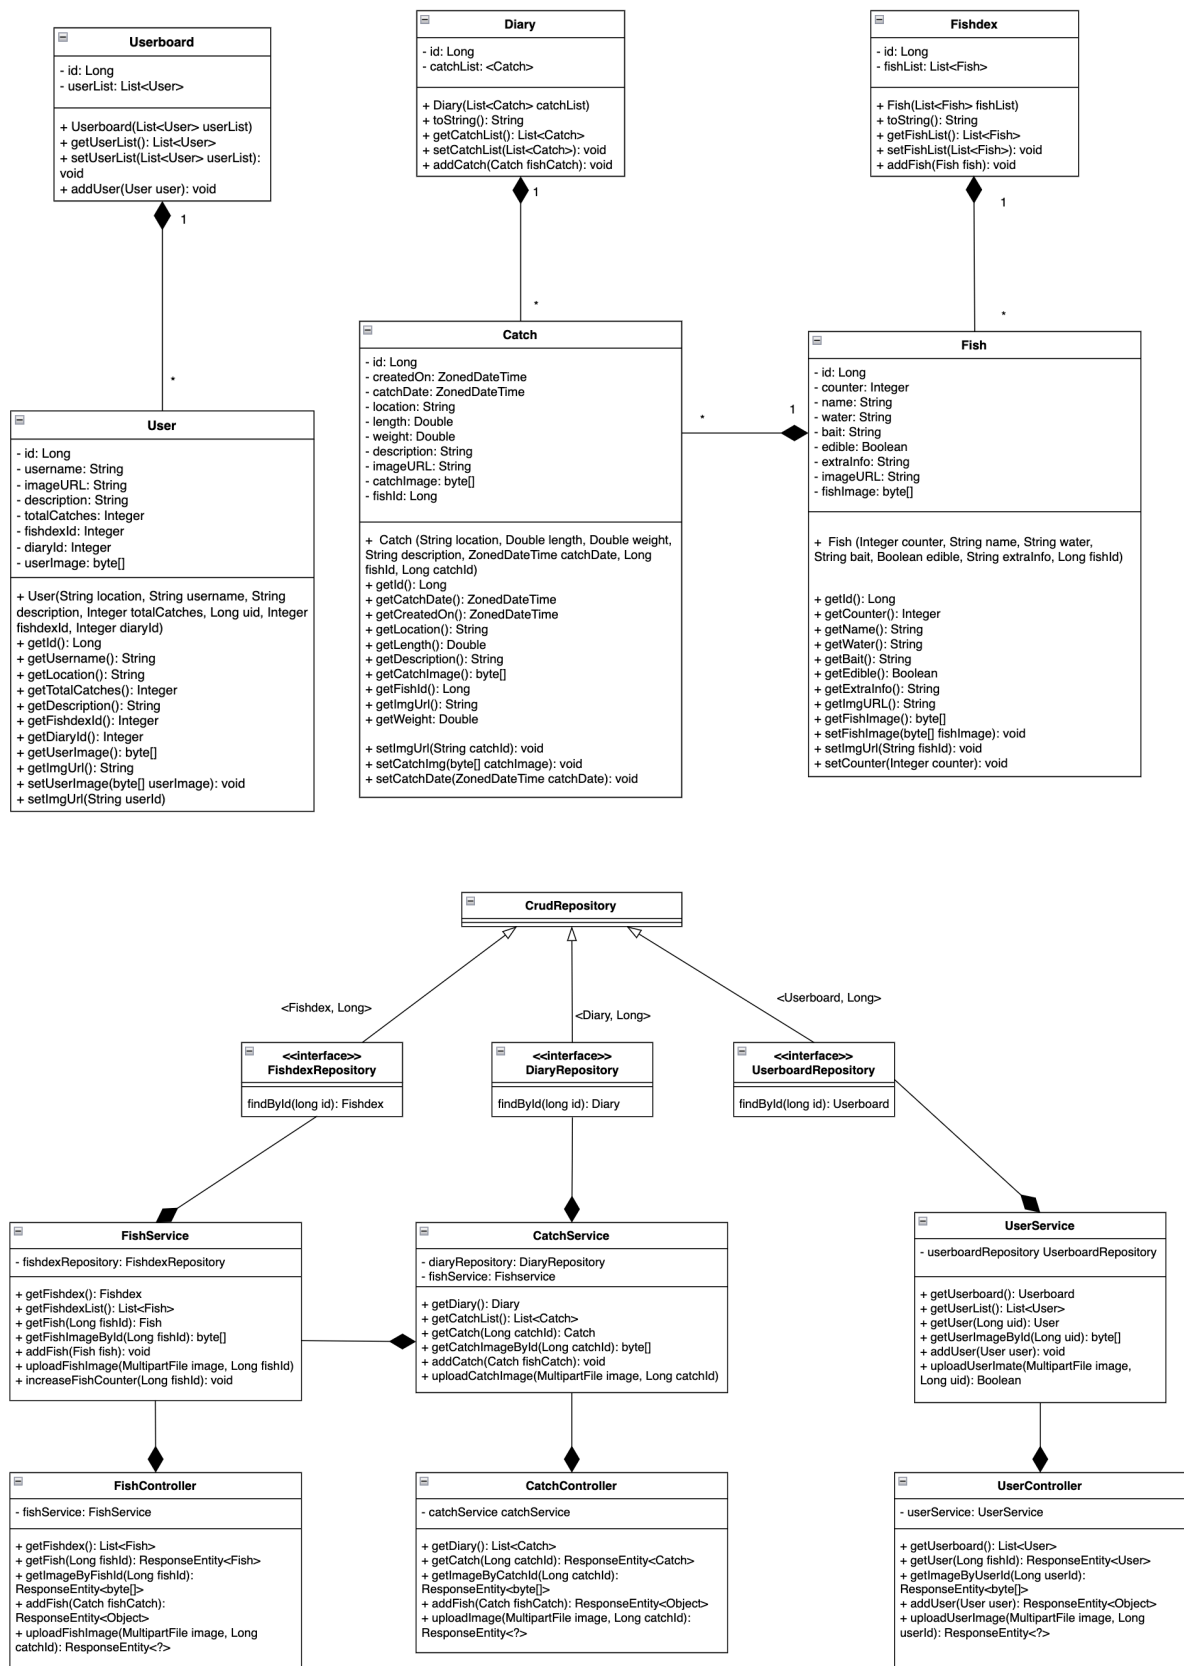 Userboard
- id: Long
- userList: List<User>
+ Userboard(List<User> userList)
+ getUserList(): List<User>
+ setUserList(List<User> userList):
void
+ addUser(User user): void
1
*
Diary
- id: Long
- catchList: <Catch>
+ Diary(List<Catch> catchList)
+ toString(): String
+ getCatchList(): List<Catch>
+ setCatchList(List<Catch>): void
+ addCatch(Catch fishCatch): void
1
*
Fishdex
- id: Long
- fishList: List<Fish>
+ Fish(List<Fish> fishList)
+ toString(): String
+ getFishList(): List<Fish>
+ setFishList(List<Fish>): void
+ addFish(Fish fish): void
1
*
User
- id: Long
- username: String
- imageURL: String
- description: String
- totalCatches: Integer
- fishdexId: Integer
- diaryId: Integer
- userImage: byte[]
+ User(String location, String username, String
description, Integer totalCatches, Long uid, Integer
fishdexId, Integer diaryId)
+ getId(): Long
+ getUsername(): String
+ getLocation(): String
+ getTotalCatches(): Integer
+ getDescription(): String
+ getFishdexId(): Integer
+ getDiaryId(): Integer
+ getUserImage(): byte[]
+ getImgUrl(): String
+ setUserImage(byte[] userImage): void
+ setImgUrl(String userId)
Catch
- id: Long
- createdOn: ZonedDateTime
- catchDate: ZonedDateTime
- location: String
- length: Double
- weight: Double
- description: String
- imageURL: String
- catchImage: byte[]
- fishId: Long
+ Catch (String location, Double length, Double weight,
String description, ZonedDateTime catchDate, Long
fishId, Long catchId)
+ getId(): Long
+ getCatchDate(): ZonedDateTime
+ getCreatedOn(): ZonedDateTime
+ getLocation(): String
+ getLength(): Double
+ getDescription(): String
+ getCatchImage(): byte[]
+ getFishId(): Long
+ getImgUrl(): String
+ getWeight: Double
+ setImgUrl(String catchId): void
+ setCatchImg(byte[] catchImage): void
+ setCatchDate(ZonedDateTime catchDate): void
*
1
Fish
- id: Long
- counter: Integer
- name: String
- water: String
- bait: String
- edible: Boolean
- extraInfo: String
- imageURL: String
- fishImage: byte[]
+ Fish (Integer counter, String name, String water,
String bait, Boolean edible, String extraInfo, Long fishId)
+ getId(): Long
+ getCounter(): Integer
+ getName(): String
+ getWater(): String
+ getBait(): String
+ getEdible(): Boolean
+ getExtraInfo(): String
+ getImgURL(): String
+ getFishImage(): byte[]
+ setFishImage(byte[] fishImage): void
+ setImgUrl(String fishId): void
+ setCounter(Integer counter): void
CrudRepository
<Fishdex, Long>
<Diary, Long>
<Userboard, Long>
<<interface>>
FishdexRepository
findById(long id): Fishdex
<<interface>>
DiaryRepository
findById(long id): Diary
<<interface>>
UserboardRepository
findById(long id): Userboard
FishService
- fishdexRepository: FishdexRepository
+ getFishdex(): Fishdex
+ getFishdexList(): List<Fish>
+ getFish(Long fishId): Fish
+ getFishImageById(Long fishId): byte[]
+ addFish(Fish fish): void
+ uploadFishImage(MultipartFile image, Long fishId)
+ increaseFishCounter(Long fishId): void
CatchService
- diaryRepository: DiaryRepository
- fishService: Fishservice
+ getDiary(): Diary
+ getCatchList(): List<Catch>
+ getCatch(Long catchId): Catch
+ getCatchImageById(Long catchId): byte[]
+ addCatch(Catch fishCatch): void
+ uploadCatchImage(MultipartFile image, Long catchId)
UserService
- userboardRepository UserboardRepository
+ getUserboard(): Userboard
+ getUserList(): List<User>
+ getUser(Long uid): User
+ getUserImageById(Long uid): byte[]
+ addUser(User user): void
+ uploadUserImate(MultipartFile image,
Long uid): Boolean
FishController
- fishService: FishService
+ getFishdex(): List<Fish>
+ getFish(Long fishId): ResponseEntity<Fish>
+ getImageByFishId(Long fishId):
ResponseEntity<byte[]>
+ addFish(Catch fishCatch):
ResponseEntity<Object>
+ uploadFishImage(MultipartFile image, Long
catchId): ResponseEntity<?>
CatchController
- catchService catchService
+ getDiary(): List<Catch>
+ getCatch(Long catchId): ResponseEntity<Catch>
+ getImageByCatchId(Long catchId):
ResponseEntity<byte[]>
+ addFish(Catch fishCatch): ResponseEntity<Object>
+ uploadImage(MultipartFile image, Long catchId):
ResponseEntity<?>
UserController
- userService: UserService
+ getUserboard(): List<User>
+ getUser(Long fishId): ResponseEntity<User>
+ getImageByUserId(Long userId):
ResponseEntity<byte[]>
+ addUser(User user): ResponseEntity<Object>
+ uploadUserImage(MultipartFile image, Long
userId): ResponseEntity<?>